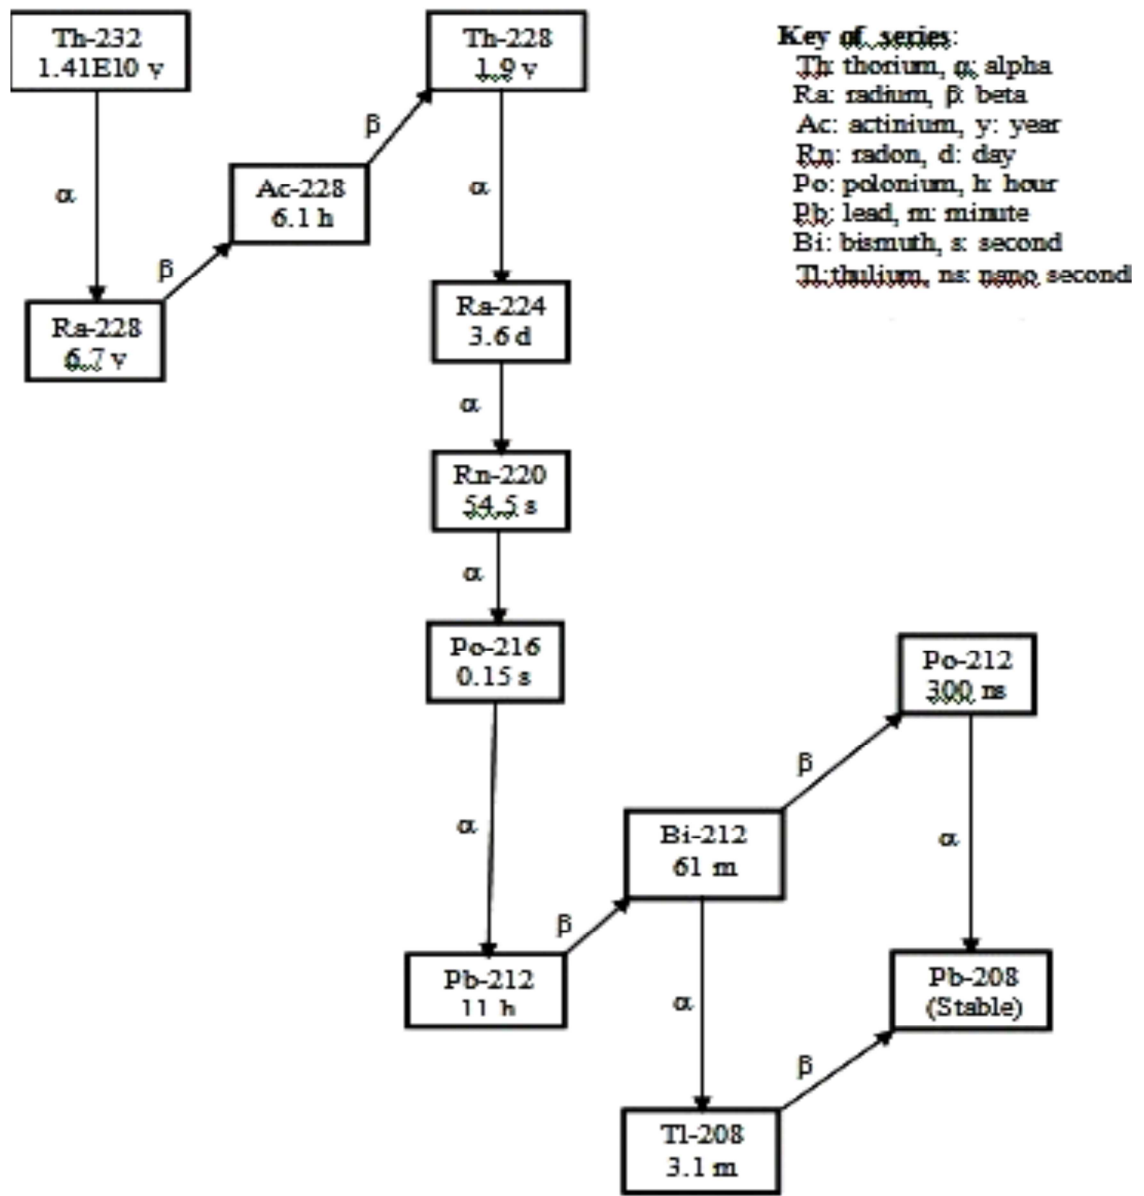 Th-232
1.41E10 y
Th-228
1.9 y
Key of series:
Th: thorium, α: alpha
Ra: radium, β: beta
Ac: actinium, y: year
Rn: radon, d: day
Po: polonium, h: hour
Pb: lead, m: minute
Bi: bismuth, s: second
Tl:thulium, ns: nano second
β
α
Ac-228
6.1 h
α
β
Ra-228
6.7 y
Ra-224
3.6 d
α
Rn-220
54.5 s
α
Po-216
0.15 s
Po-212
300 ns
β
α
Bi-212
61 m
α
β
Pb-212
11 h
α
Pb-208
(Stable)
β
Tl-208
3.1 m